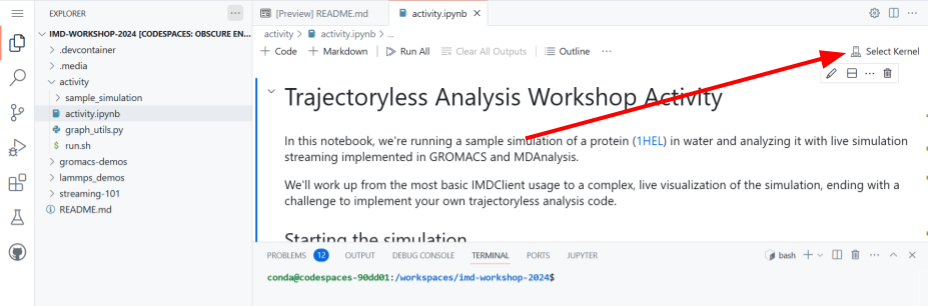 EXPLORER
IMD-WORKSHOP-2024 [CODESPACES: OBSCURE EN...
.devcontainer
.media
activity
sample_simulation
activity.ipynb
graph_utils.py
run.sh
gromacs-demos
lammps_demos
streaming-101
README.md
[Preview] README.md
activity.ipynb
activity > activity.ipynb > ...
+ Code + Markdown Run All Clear All Outputs Outline ...
Select Kernel
Trajectoryless Analysis Workshop Activity
In this notebook, we're running a sample simulation of a protein (1HEL) in water and analyzing it with live simulation
streaming implemented in GROMACS and MDAnalysis.
We'll work up from the most basic IMDClient usage to a complex, live visualization of the simulation, ending with a
challenge to implement your own trajectoryless analysis code.
Starting the simulation
PROBLEMS 12 OUTPUT DEBUG CONSOLE TERMINAL PORTS JUPYTER
bash
conda@codespaces-90dd01:/workspaces/imd-workshop-2024$